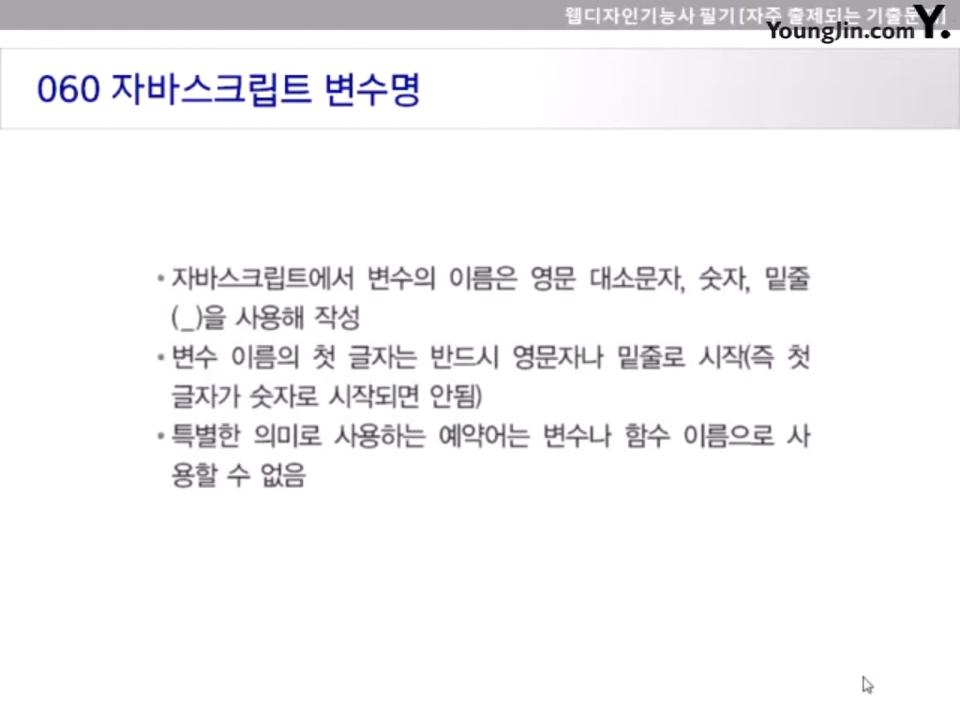 웹디자인기능사 필기 [자주 출제되는 기출문제]
YoungJin.com Y.
060 자바스크립트 변수명
• 자바스크립트에서 변수의 이름은 영문 대소문자, 숫자, 밑줄
(_)을 사용해 작성
• 변수 이름의 첫 글자는 반드시 영문자나 밑줄로 시작(즉 첫
글자가 숫자로 시작되면 안됨)
• 특별한 의미로 사용하는 예약어는 변수나 함수 이름으로 사
용할 수 없음